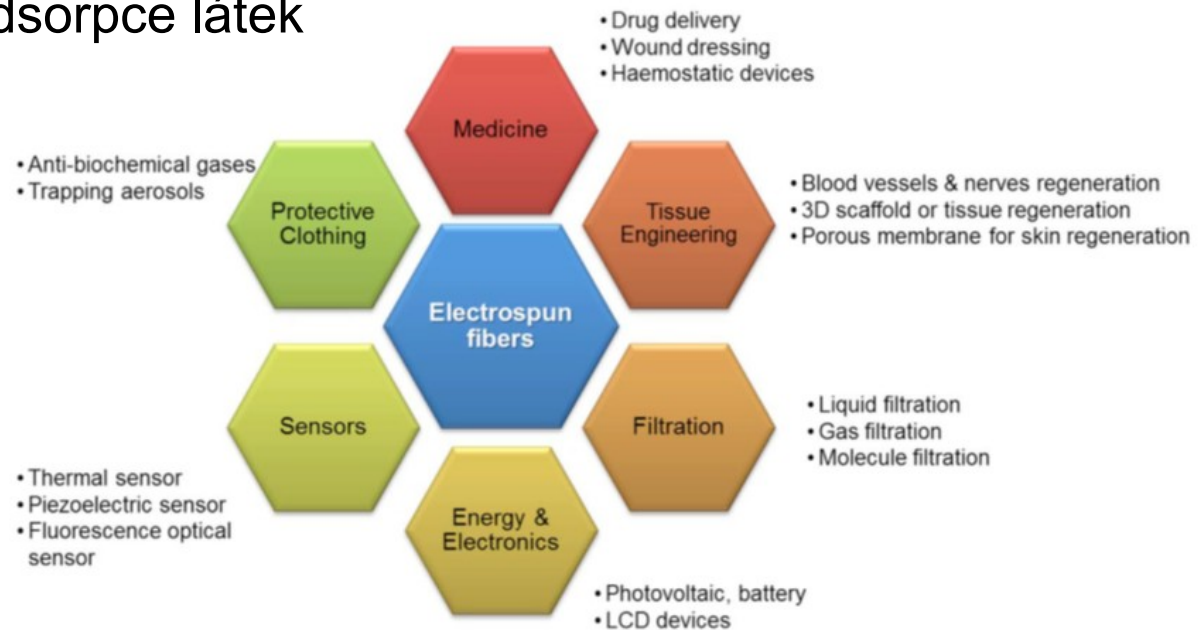 dsorpce látek
• Drug delivery
• Wound dressing
• Haemostatic devices
Medicine
• Anti-biochemical gases
• Trapping aerosols
Protective
Clothing
Tissue
Engineering
• Blood vessels & nerves regeneration
• 3D scaffold or tissue regeneration
• Porous membrane for skin regeneration
Electrospun
fibers
Sensors
• Thermal sensor
• Piezoelectric sensor
• Fluorescence optical
sensor
Filtration
• Liquid filtration
• Gas filtration
• Molecule filtration
Energy &
Electronics
• Photovoltaic, battery
• LCD devices